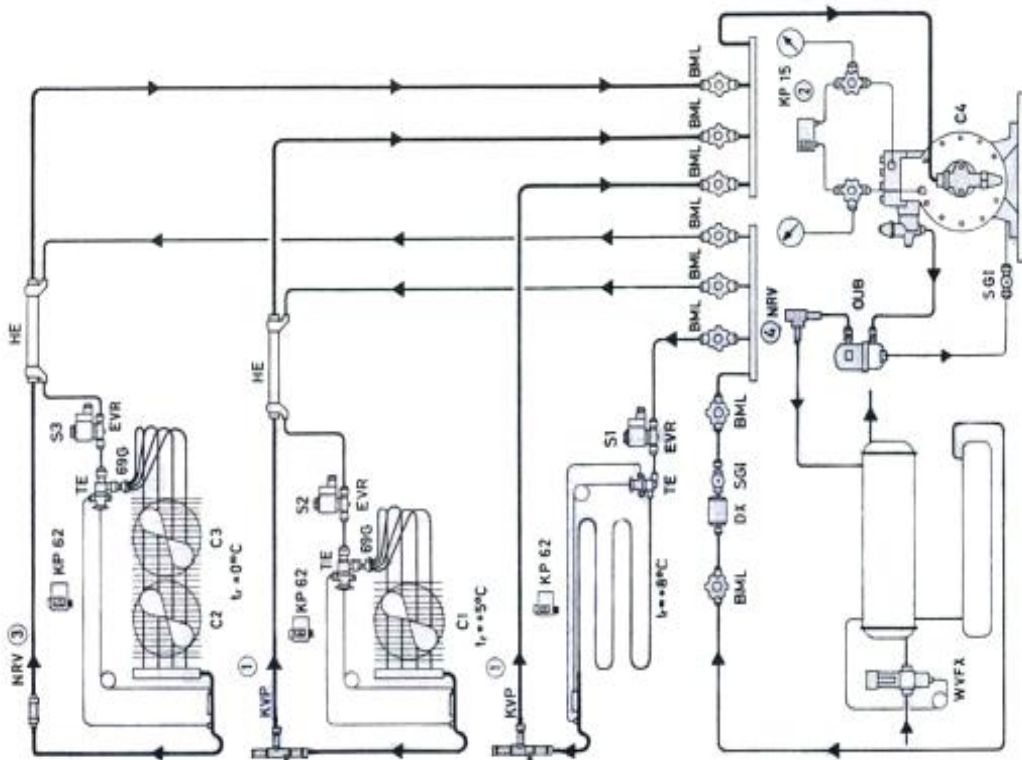 HE
NRV ③
KP 62
TE
69G
S3
EVR
C2
C3
HE
① KVP
KP 62
TE
69G
S2
EVR
C1
① KVP
KP 62
TE
S1
EVR
BML
BML
BML
BML
BML
BML
④ NRV
KP 15
②
C4
OUB
SGI
BML
DX
SGI
BML
WVFX